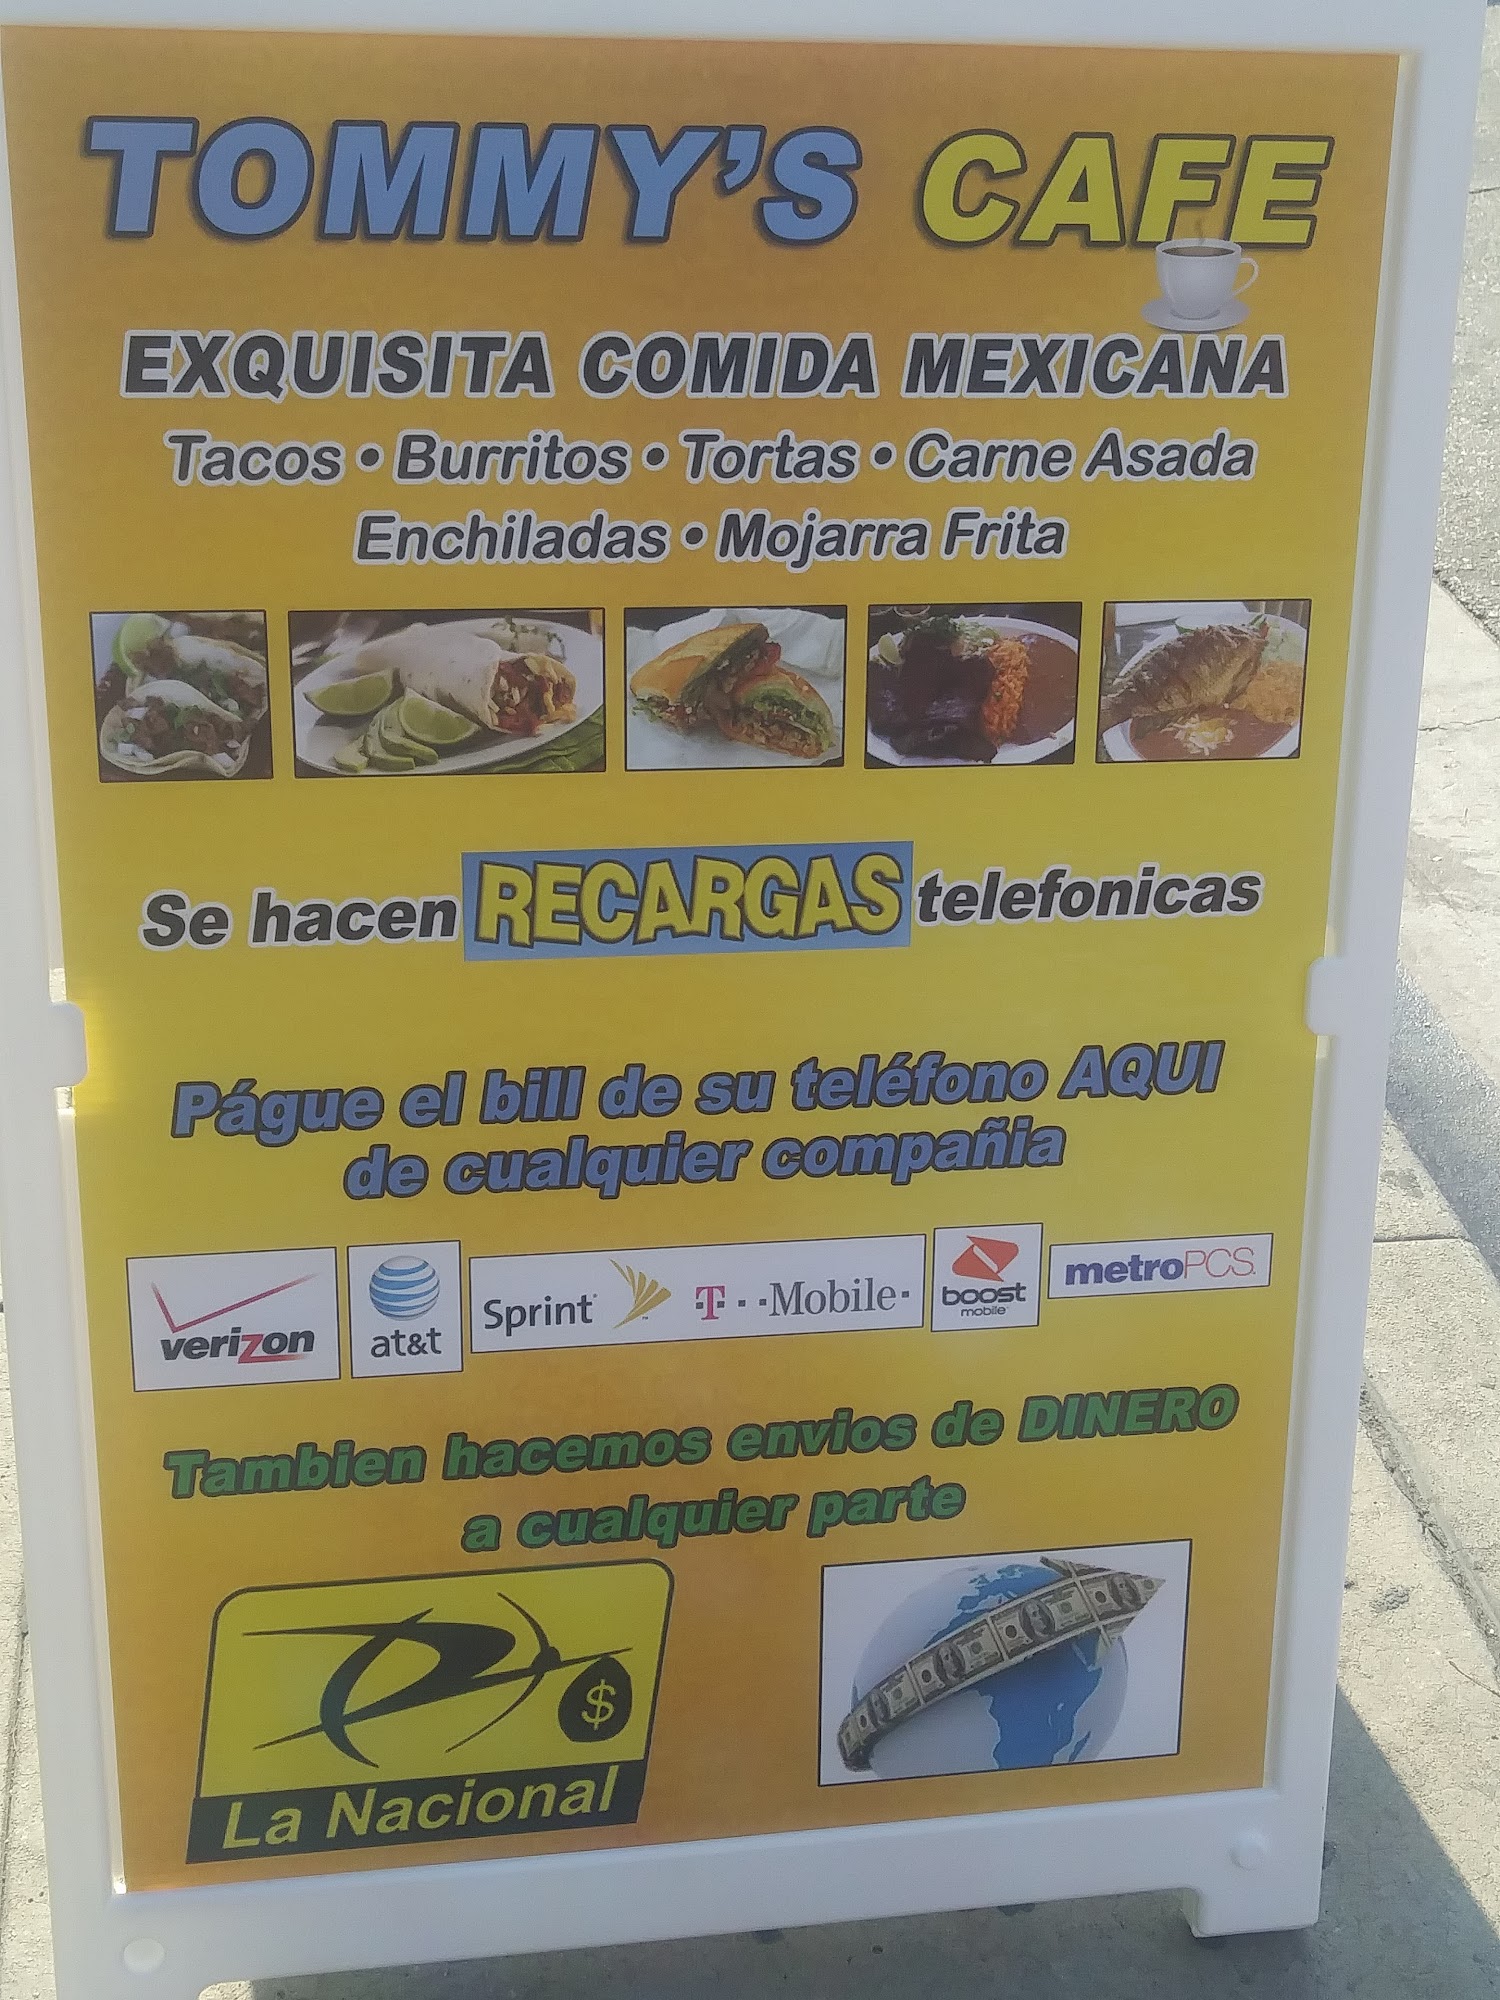 TOMMY'S CAFE
EXQUISITA COMIDA MEXICANA
Tacos • Burritos • Tortas • Carne Asada
Enchiladas • Mojarra Frita
Se hacen RECARGAS telefonicas
Págue el bill de su teléfono AQUI
de cualquier compañia
verizon at&t Sprint T··Mobile· boost mobile metroPCS.
Tambien hacemos envios de DINERO
a cualquier parte
$
La Nacional